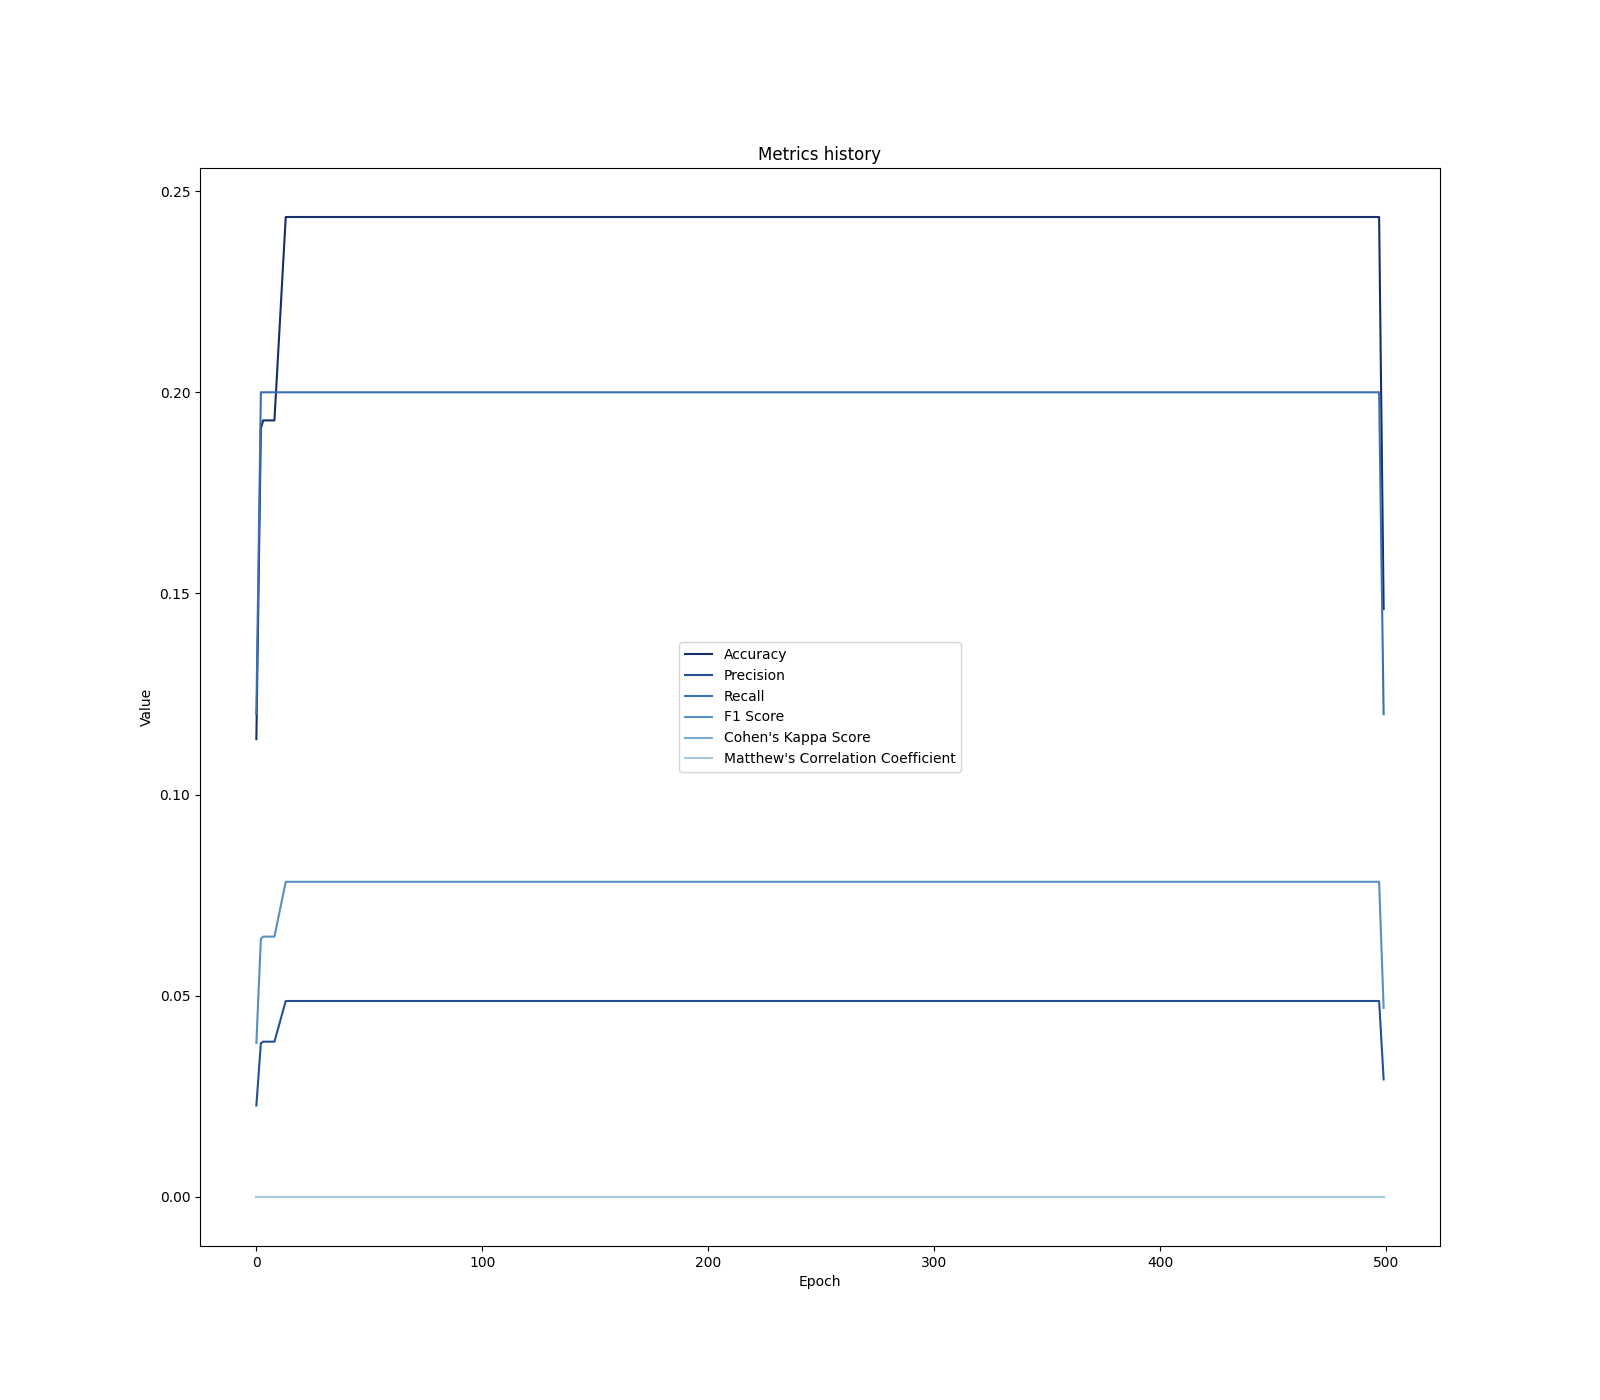 Metrics history
0.25
0.20
0.15
0.10
0.05
0.00
Value
Accuracy
Precision
Recall
F1 Score
Cohen's Kappa Score
Matthew's Correlation Coefficient
0 100 200 300 400 500
Epoch